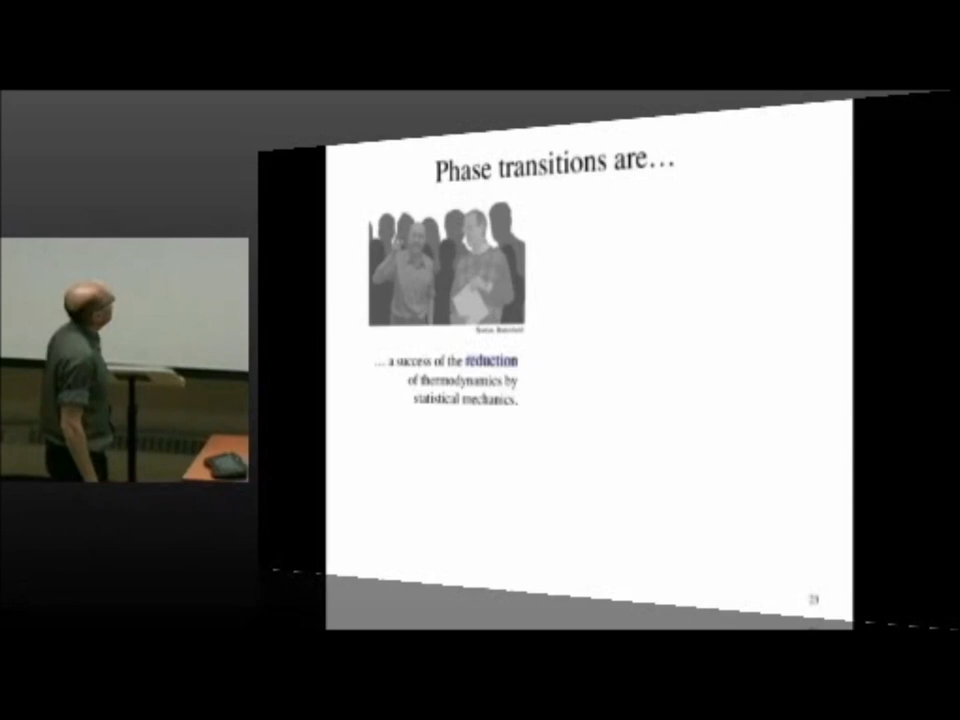 Phase transitions are…
… a success of the reduction
of thermodynamics by
statistical mechanics.